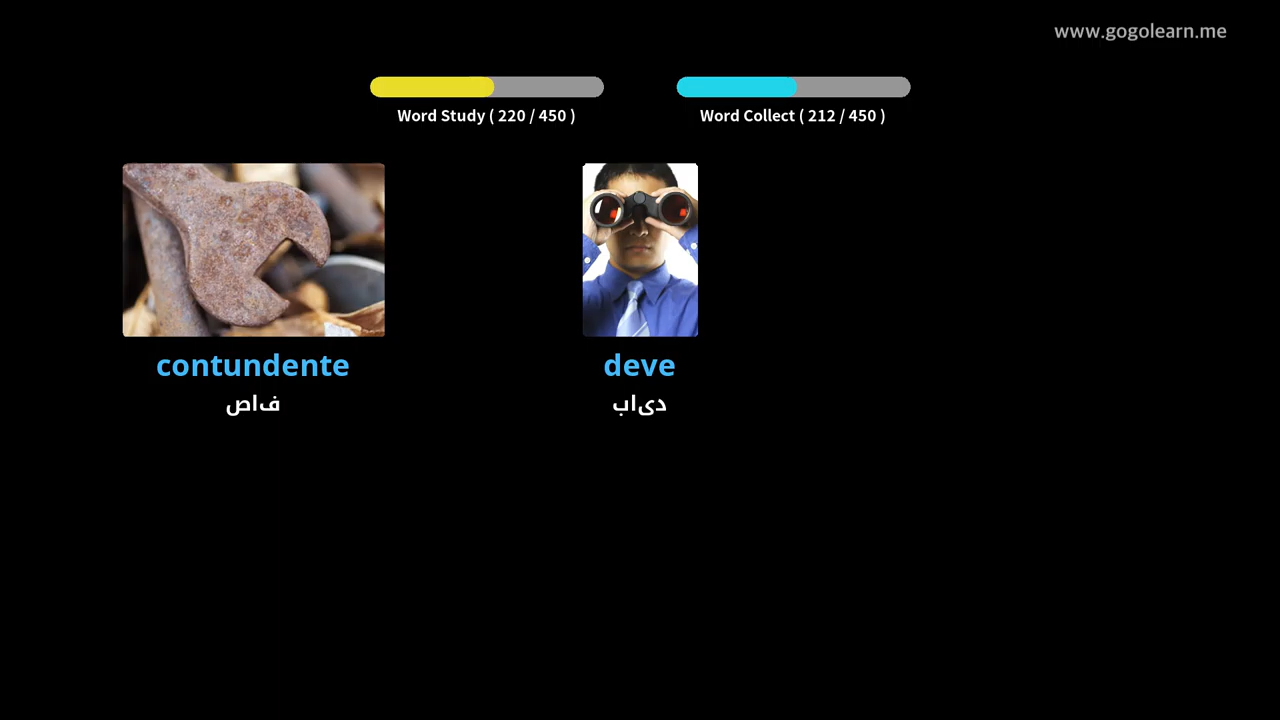 www.gogolearn.me
Word Study ( 220 / 450 )
Word Collect ( 212 / 450 )
contundente
فاص
deve
دیاب